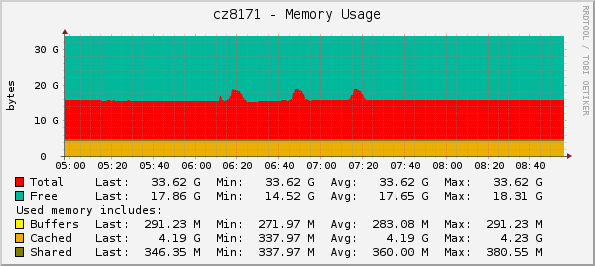 cz8171 - Memory Usage
RRDTOOL / TOBI OETIKER
bytes
30 G
20 G
10 G
0
05:00 05:20 05:40 06:00 06:20 06:40 07:00 07:20 07:40 08:00 08:20 08:40
Total Last: 33.62 G Min: 33.62 G Avg: 33.62 G Max: 33.62 G
Free Last: 17.86 G Min: 14.52 G Avg: 17.65 G Max: 18.31 G
Used memory includes:
Buffers Last: 291.23 M Min: 271.97 M Avg: 283.08 M Max: 291.23 M
Cached Last: 4.19 G Min: 337.97 M Avg: 4.19 G Max: 4.23 G
Shared Last: 346.35 M Min: 337.97 M Avg: 360.00 M Max: 380.55 M